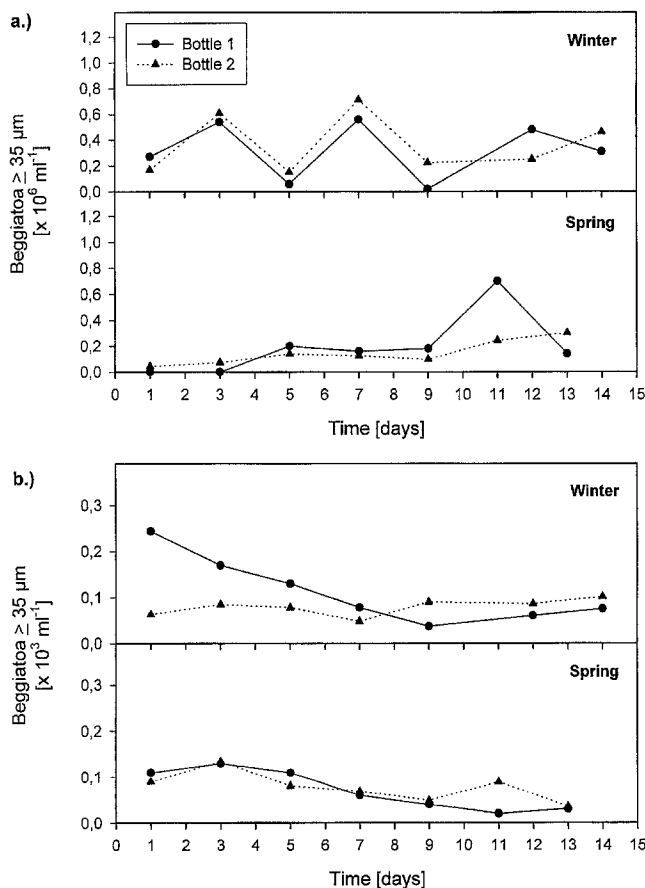 a.)
Bottle 1
Bottle 2
Winter
1,2
1,0
0,8
0,6
0,4
0,2
0,0
Spring
1,2
1,0
0,8
0,6
0,4
0,2
0,0
Beggiatoa ≥ 35 µm
[x 10⁶ ml⁻¹]
0 1 2 3 4 5 6 7 8 9 10 11 12 13 14 15
Time [days]
b.)
Winter
0,3
0,2
0,1
0,0
Spring
0,3
0,2
0,1
0,0
Beggiatoa ≥ 35 µm
[x 10³ ml⁻¹]
0 1 2 3 4 5 6 7 8 9 10 11 12 13 14 15
Time [days]